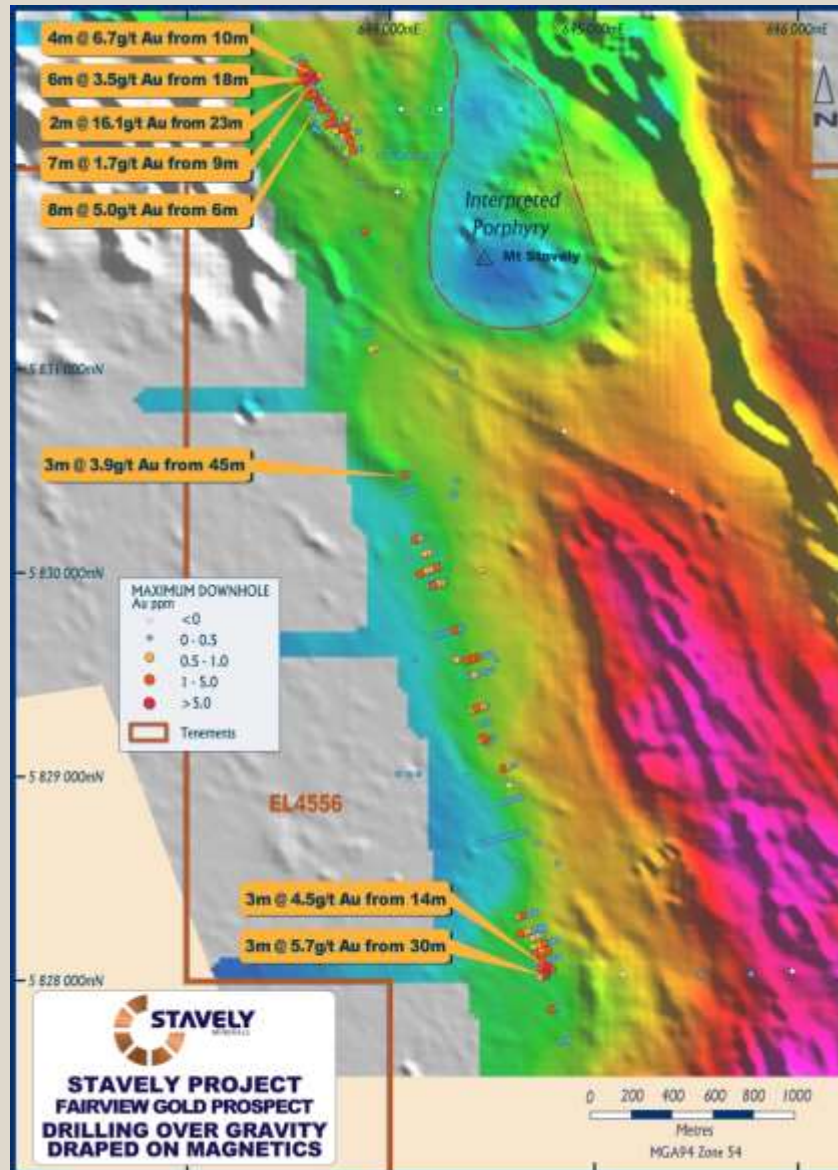 644 000mE
645 000mE
646 000mE
4m @ 6.7g/t Au from 10m
6m @ 3.5g/t Au from 18m
2m @ 16.1g/t Au from 23m
7m @ 1.7g/t Au from 9m
8m @ 5.0g/t Au from 6m
N
Interpreted
Porphyry
Mt Stavely
5 831 000mN
3m @ 3.9g/t Au from 45m
5 830 000mN
MAXIMUM DOWNHOLE
Au ppm
<0
0 - 0.5
0.5 - 1.0
1 - 5.0
>5.0
Tenements
5 829 000mN
EL4556
3m @ 4.5g/t Au from 14m
3m @ 5.7g/t Au from 30m
5 828 000mN
STAVELY
MINERALS
STAVELY PROJECT
FAIRVIEW GOLD PROSPECT
DRILLING OVER GRAVITY
DRAPED ON MAGNETICS
0 200 400 600 800 1000
Metres
MGA94 Zone 54